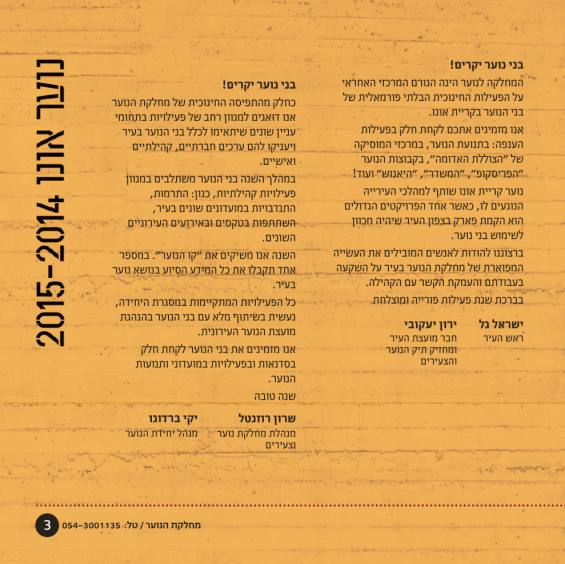 נוער אונו 2015-2014
בני נוער יקרים!
המחלקה לנוער הינה הגורם המרכזי האחראי
על הפעילות החינוכית הבלתי פורמאלית של
בני הנוער בקריית אונו.
אנו מזמינים אתכם לקחת חלק בפעילות
הענפה: בתנועת הנוער, במרכזי המוסיקה
של "הצוללת האדומה", בקבוצות הנוער
"הפריסקופ", "המשדר", "היאנוש" ועוד!
נוער קריית אונו שותף למהלכי העירייה
הנוגעים לו, כאשר אחד הפרויקטים הגדולים
הוא הקמת פארק בצפון העיר שיהיה מכוון
לשימוש בני נוער.
ברצוננו להודות לאנשים המובילים את העשייה
המפוארת של מחלקת הנוער בעיר על השקעה
בעבודתם והעמקת הקשר עם הקהילה.
בברכת שנת פעילות פורייה ומוצלחת
ישראל גל
ראש העיר
ירון יעקובי
חבר מועצת העיר
ומחזיק תיק הנוער
והצעירים
בני נוער יקרים!
כחלק מהתפיסה החינוכית של מחלקת הנוער
אנו דואגים למגוון רחב של פעילויות בתחומי
עניין שונים שיתאימו לכלל בני הנוער בעיר
ויעניקו להם ערכים חברתיים, קהילתיים
ואישיים.
במהלך השנה בני הנוער משתלבים במגוון
פעילויות קהילתיות, כגון: התרמות,
התנדבויות במועדונים שונים בעיר,
השתתפות בטקסים ובאירועים העירוניים
השונים.
השנה אנו משיקים את "קו הנוער". במספר
אחד תקבלו את כל המידע הסיוע בנושא נוער
בעיר.
כל הפעילויות המתקיימות במסגרת היחידה,
נעשית בשיתוף מלא עם בני הנוער בהנהגת
מועצת הנוער העירונית.
אנו מזמינים את בני הנוער לקחת חלק
בסדנאות ובפעילויות במועדוני ותנועות
הנוער.
שנה טובה
שרון רוזנטל
מנהלת מחלקת נוער
וצעירים
יקי ברדוגו
מנהל יחידת הנוער
מחלקת הנוער / טל: 054-3001135
3